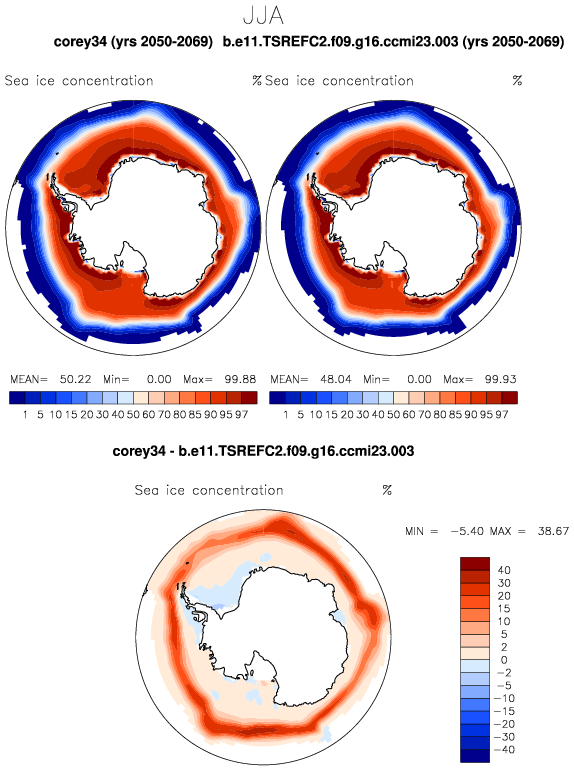 JJA
corey34 (yrs 2050-2069) b.e11.TSREFC2.f09.g16.ccmi23.003 (yrs 2050-2069)
Sea ice concentration % Sea ice concentration %
MEAN= 50.22 Min= 0.00 Max= 99.88 MEAN= 48.04 Min= 0.00 Max= 99.93
1 5 10 15 20 30 40 50 60 70 80 85 90 95 97 1 5 10 15 20 30 40 50 60 70 80 85 90 95 97
corey34 - b.e11.TSREFC2.f09.g16.ccmi23.003
Sea ice concentration %
MIN = -5.40 MAX = 38.67
40
30
20
15
10
5
2
0
-2
-5
-10
-15
-20
-30
-40